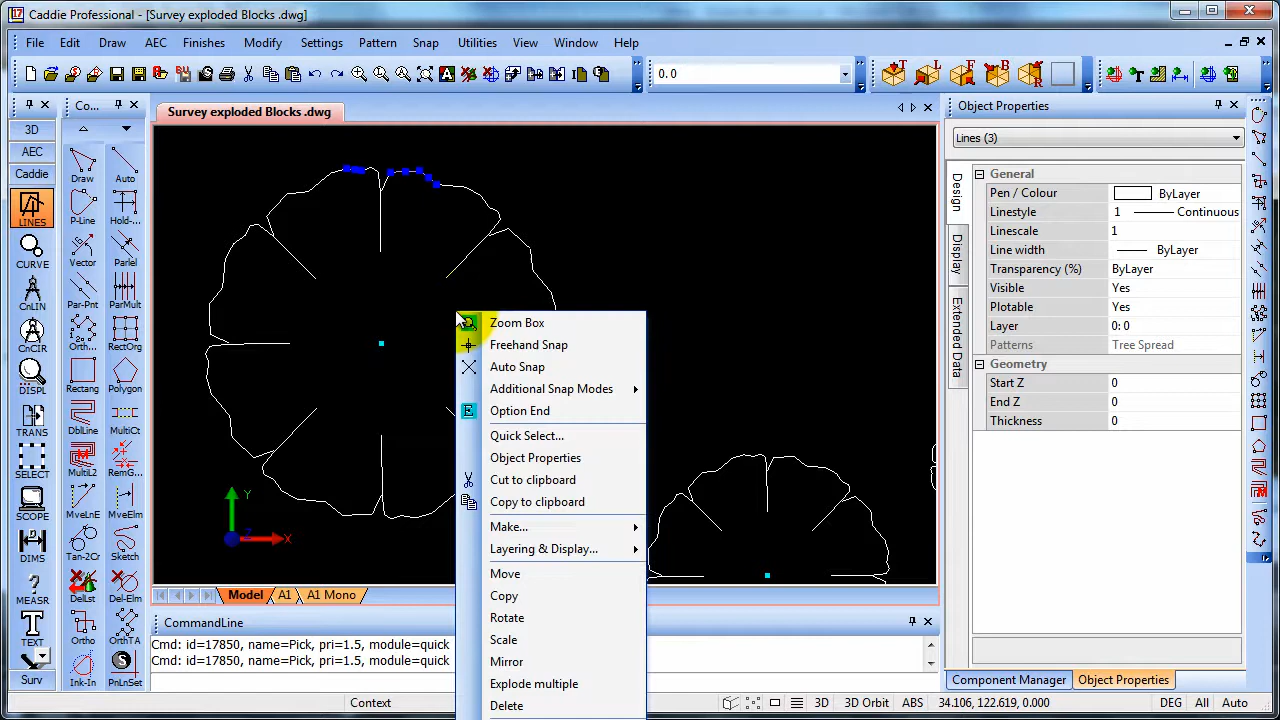 Caddie Professional - [Survey exploded Blocks .dwg]
File Edit Draw AEC Finishes Modify Settings Pattern Snap Utilities View Window Help
0. 0
Co...
Survey exploded Blocks .dwg
Object Properties
3D
AEC
Caddie
LINES
CURVE
CnLIN
CnCIR
DISPL
TRANS
SELECT
SCOPE
DIMS
MEASR
TEXT
Surv
Draw Auto
P-Line Hold-...
Vector Parlel
Par-Pnt ParMult
Rectang Polygon
DblLine MultiCt
MultiL2 RemG...
MveLnE MveElm
Tan-2Cr Sketch
DelLst Del-Elm
Ortho OrthTA
Ink-In PnLnSet
Y
X
Z
Zoom Box
Freehand Snap
Auto Snap
Additional Snap Modes
Option End
Quick Select...
Object Properties
Cut to clipboard
Copy to clipboard
Make...
Layering & Display...
Move
Copy
Rotate
Scale
Mirror
Explode multiple
Delete
Lines (3)
Design
Display
Extended Data
General
Pen / Colour ByLayer
Linestyle 1 Continuous
Linescale 1
Line width ByLayer
Transparency (%) ByLayer
Visible Yes
Plotable Yes
Layer 0: 0
Patterns Tree Spread
Geometry
Start Z 0
End Z 0
Thickness 0
Model A1 A1 Mono
CommandLine
Cmd: id=17850, name=Pick, pri=1.5, module=quick
Cmd: id=17850, name=Pick, pri=1.5, module=quick
Component Manager Object Properties
Context 3D 3D Orbit ABS 34.106, 122.619, 0.000 DEG All Auto